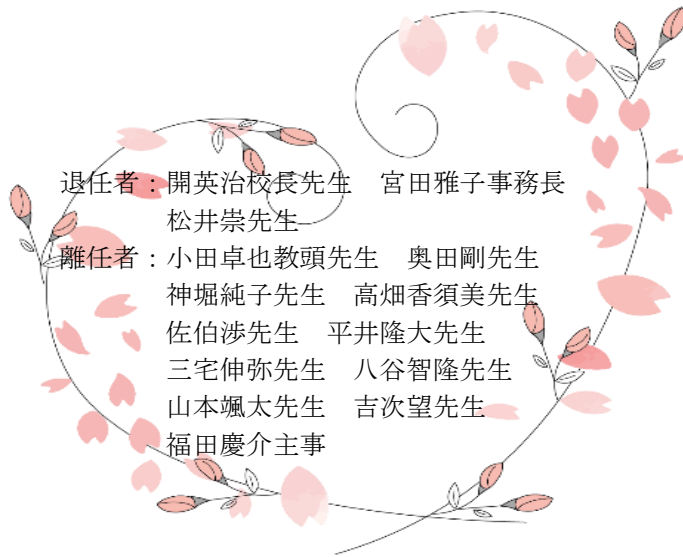 退任者：開英治校長先生　宮田雅子事務長
松井崇先生
離任者：小田卓也教頭先生　奥田剛先生
神堀純子先生　高畑香須美先生
佐伯渉先生　平井隆大先生
三宅伸弥先生　八谷智隆先生
山本颯太先生　吉次望先生
福田慶介主事